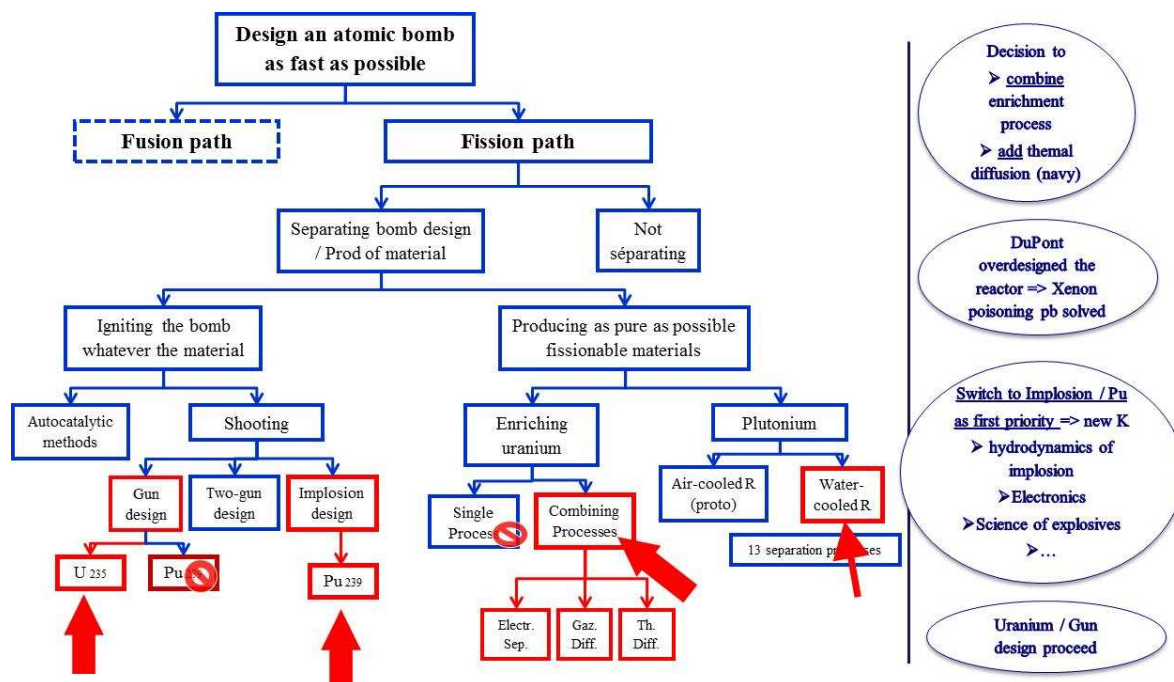 Design an atomic bomb
as fast as possible
Fusion path
Fission path
Separating bomb design
/ Prod of material
Not
séparating
Igniting the bomb
whatever the material
Producing as pure as possible
fissionable materials
Autocatalytic
methods
Shooting
Enriching
uranium
Plutonium
Gun
design
Two-gun
design
Implosion
design
Single
Process
Combining
Processes
Air-cooled R
(proto)
Water-
cooled R
13 separation
U 235
Pu
Pu 239
Electr.
Sep.
Gaz.
Diff.
Th.
Diff.
Decision to
➢ combine
enrichment
process
➢ add themal
diffusion (navy)
DuPont
overdesigned the
reactor => Xenon
poisoning pb solved
Switch to Implosion / Pu
as first priority => new K
➢ hydrodynamics of
implosion
➢Electronics
➢Science of explosives
➢…
Uranium / Gun
design proceed